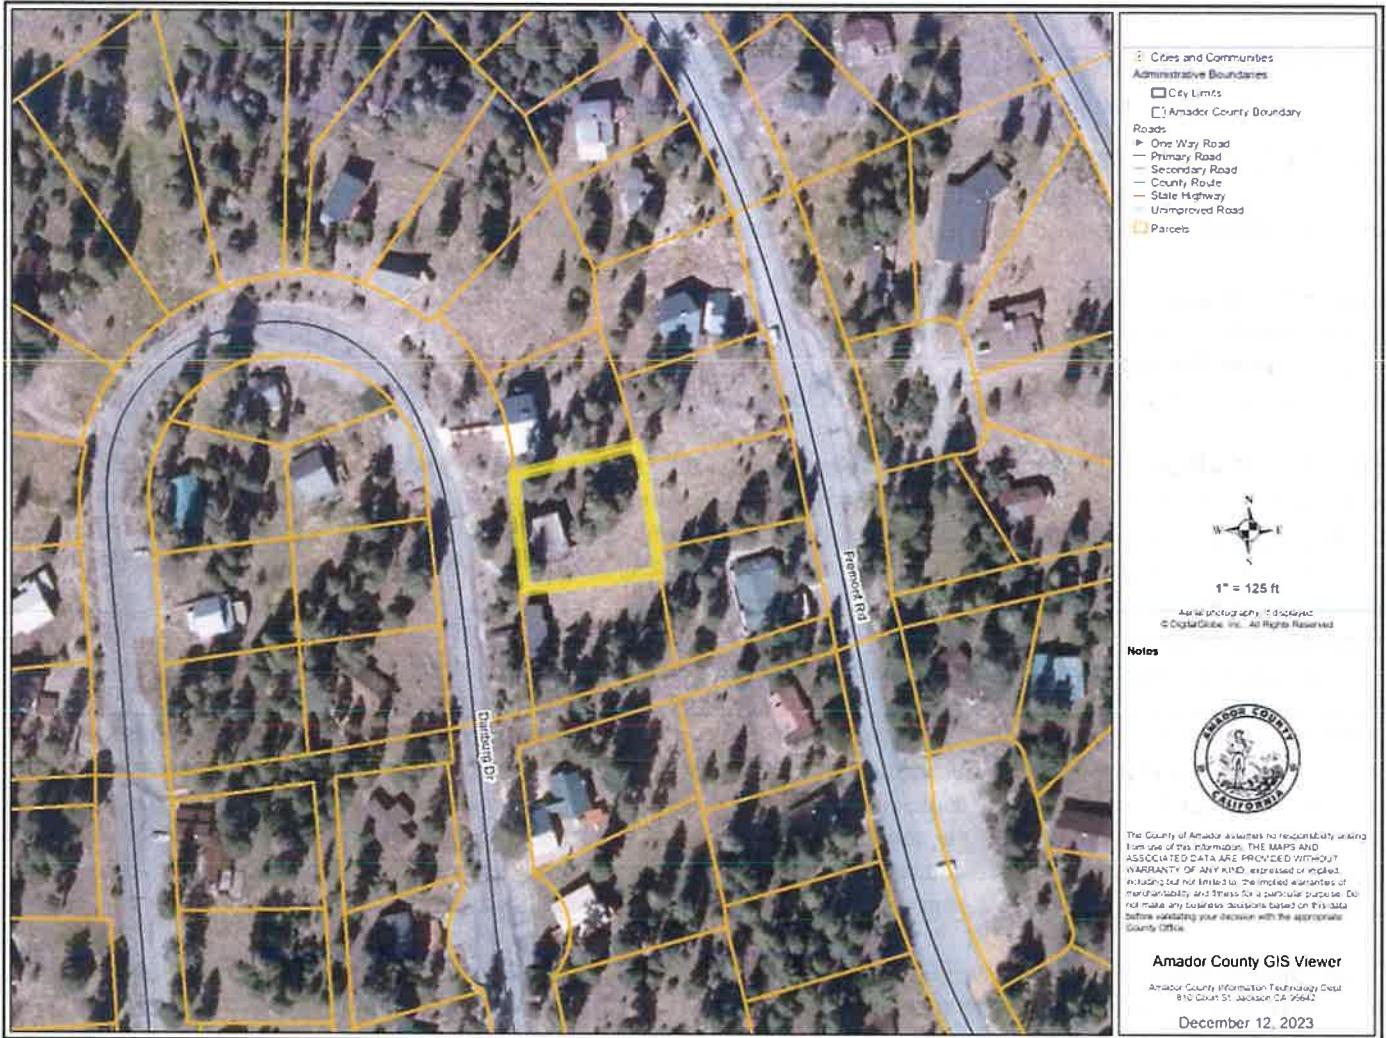 Fremont Rd
Dunburg Dr
Cities and Communities
Administrative Boundaries
City Limits
Amador County Boundary
Roads
One Way Road
Primary Road
Secondary Road
County Route
State Highway
Unimproved Road
Parcels
N
W E
S
1" = 125 ft
Aerial photography, if displayed
© DigitalGlobe, Inc. All Rights Reserved
Notes
AMADOR COUNTY
CALIFORNIA
The County of Amador assumes no responsibility arising
from use of this information. THE MAPS AND
ASSOCIATED DATA ARE PROVIDED WITHOUT
WARRANTY OF ANY KIND, expressed or implied,
including but not limited to, the implied warranties of
merchantability and fitness for a particular purpose. Do
not make any business decisions based on this data
before validating your decision with the appropriate
County Office.
Amador County GIS Viewer
Amador County Information Technology Dept
810 Court St. Jackson CA 95642
December 12, 2023